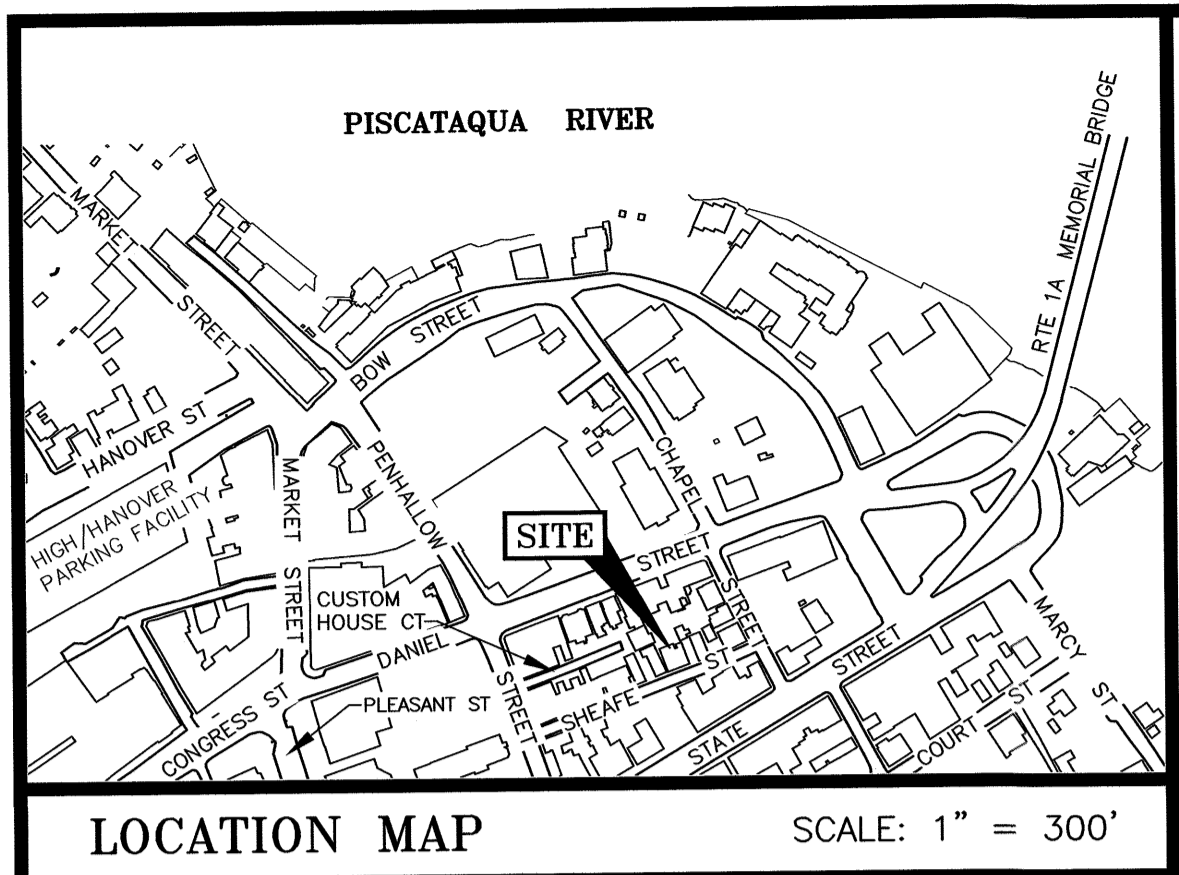 PISCATAQUA RIVER
RTE 1A MEMORIAL BRIDGE
MARKET
STREET
BOW STREET
HANOVER ST
HIGH/HANOVER
PARKING FACILITY
MARKET
STREET
PENHALLOW
STREET
CHAPEL
STREET
SITE
DANIEL
STREET
CUSTOM
HOUSE CT
PLEASANT ST
CONGRESS ST
SHEAFE
ST
STATE
STREET
COURT
ST
MARCY
ST
LOCATION MAP
SCALE: 1" = 300'